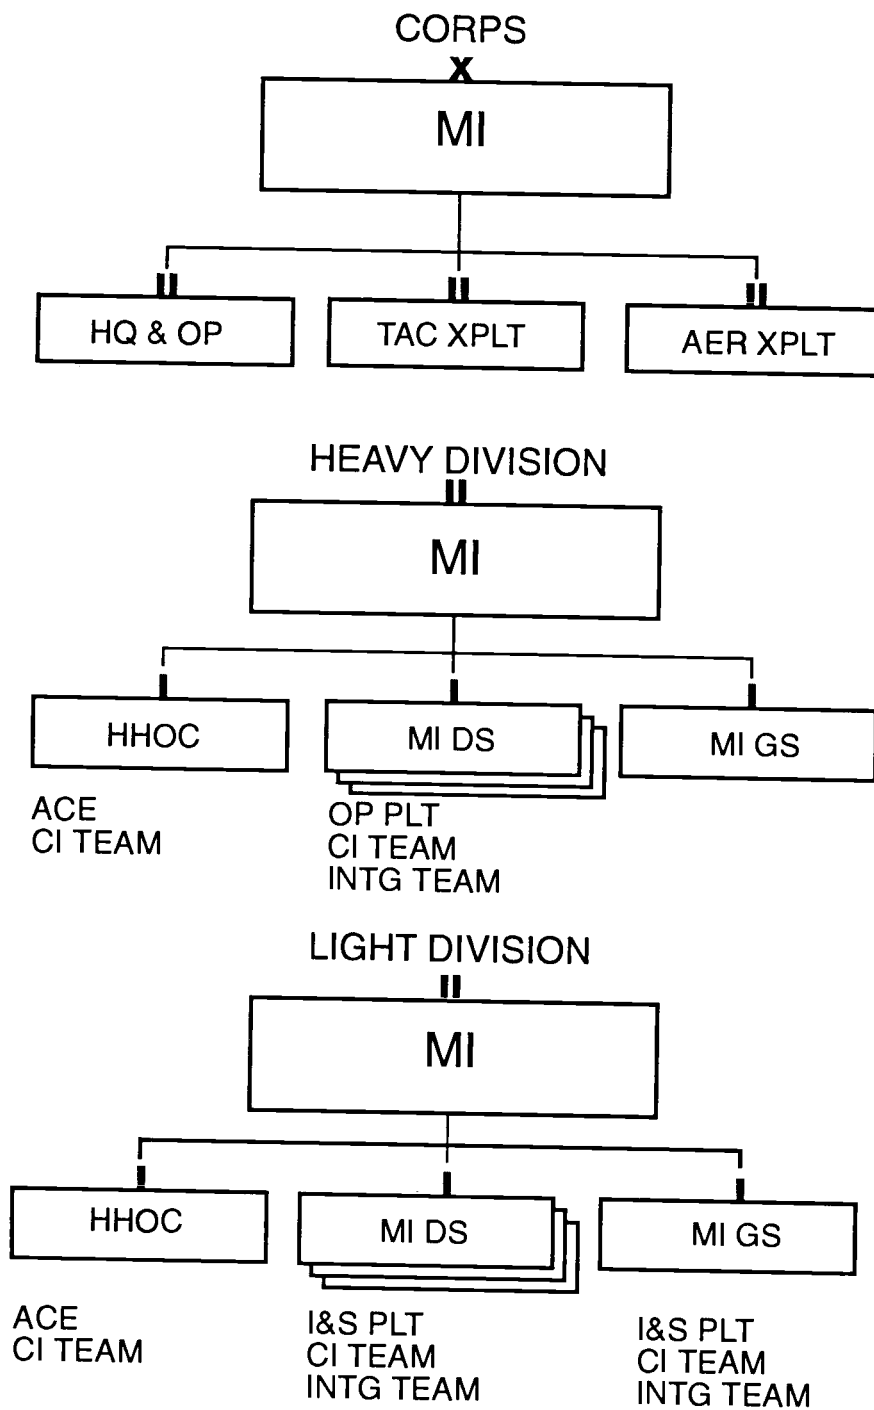 CORPS
X
MI
HQ & OP
TAC XPLT
AER XPLT
HEAVY DIVISION
II
MI
HHOC
MI DS
MI GS
ACE
CI TEAM
OP PLT
CI TEAM
INTG TEAM
LIGHT DIVISION
II
MI
HHOC
MI DS
MI GS
ACE
CI TEAM
I&S PLT
CI TEAM
INTG TEAM
I&S PLT
CI TEAM
INTG TEAM